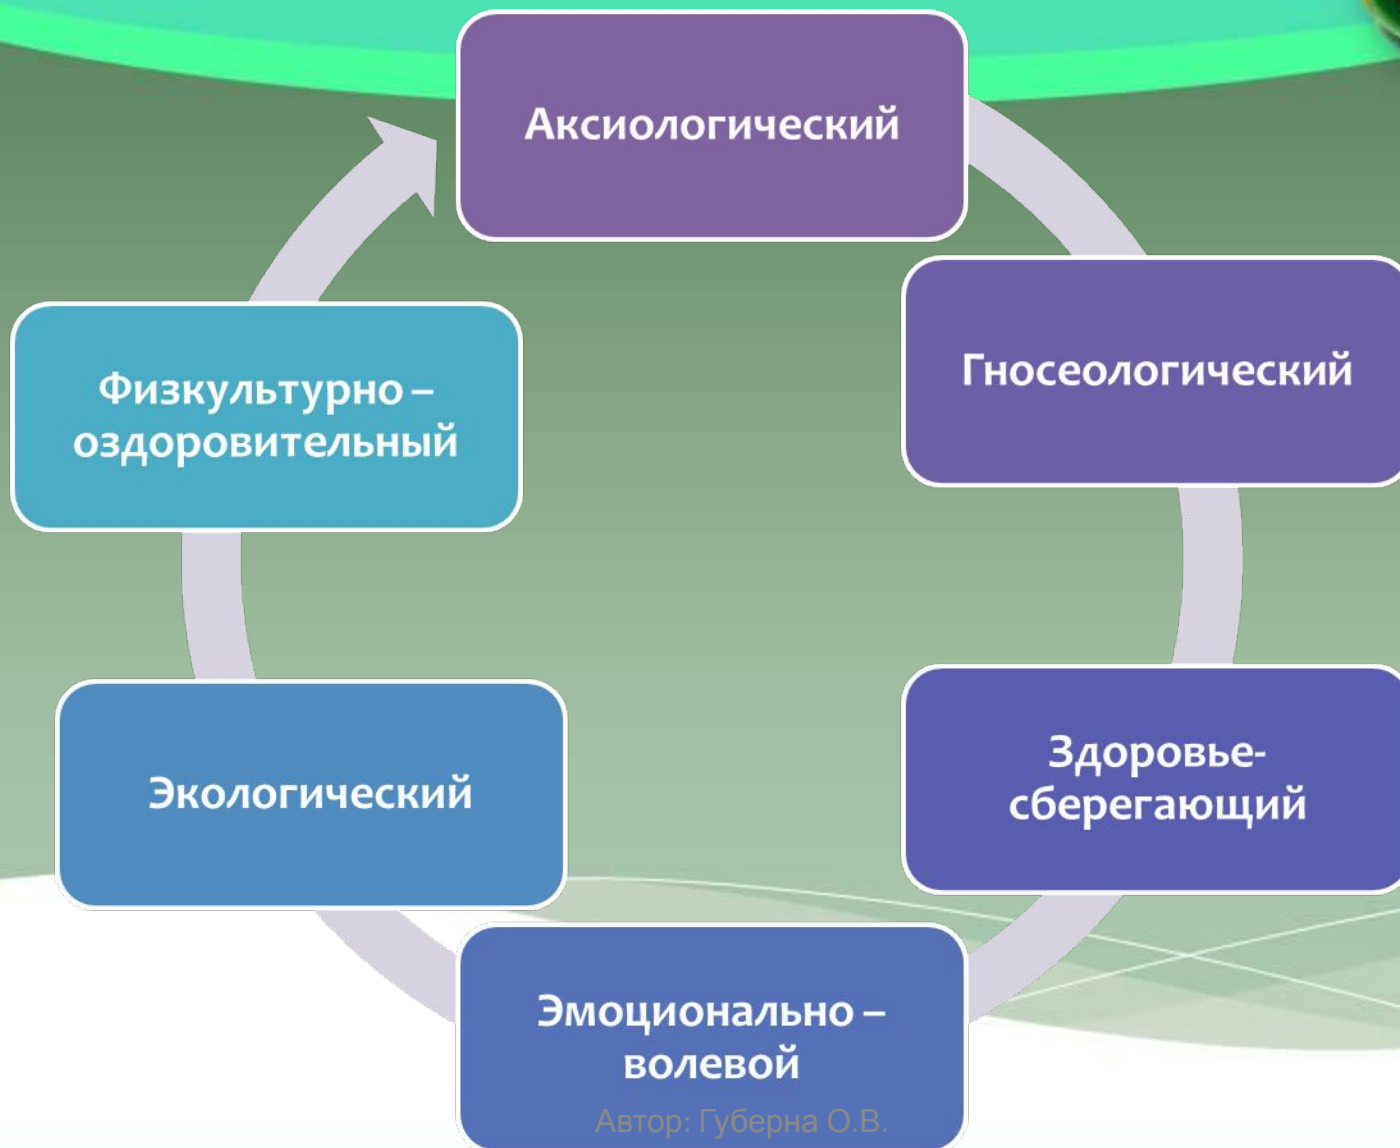 Аксиологический
Гносеологический
Здоровье-
сберегающий
Эмоционально –
волевой
Экологический
Физкультурно –
оздоровительный
Автор: Губерна О.В.